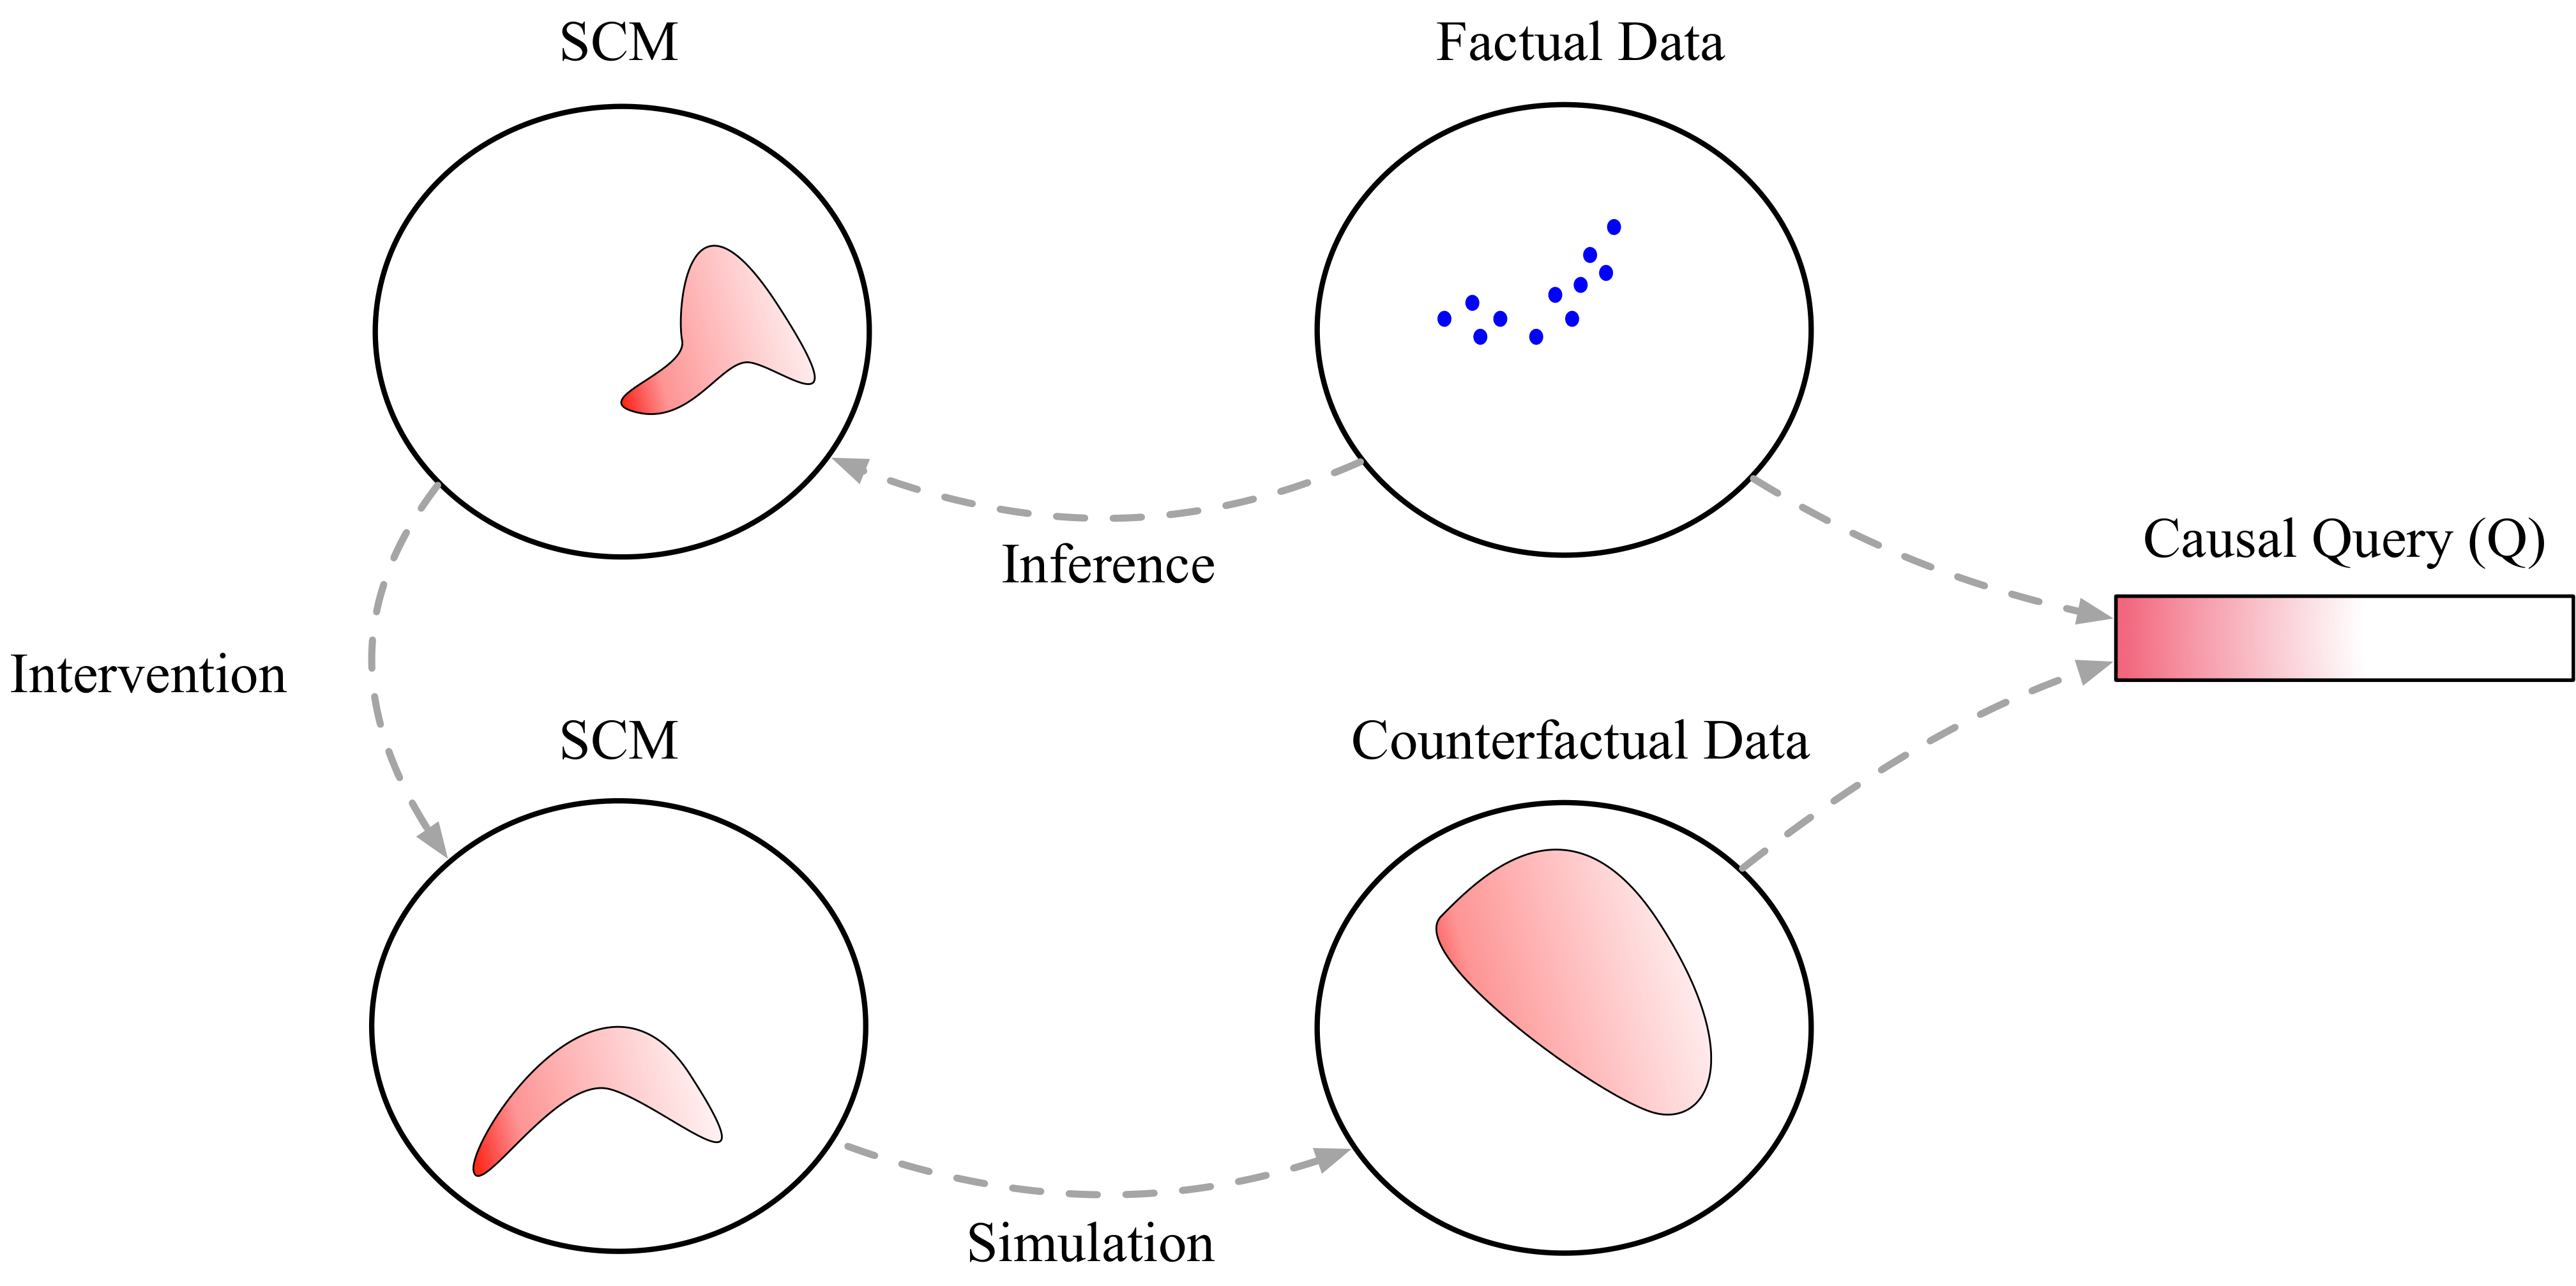 SCM
Factual Data
Inference
Causal Query (Q)
Intervention
SCM
Counterfactual Data
Simulation